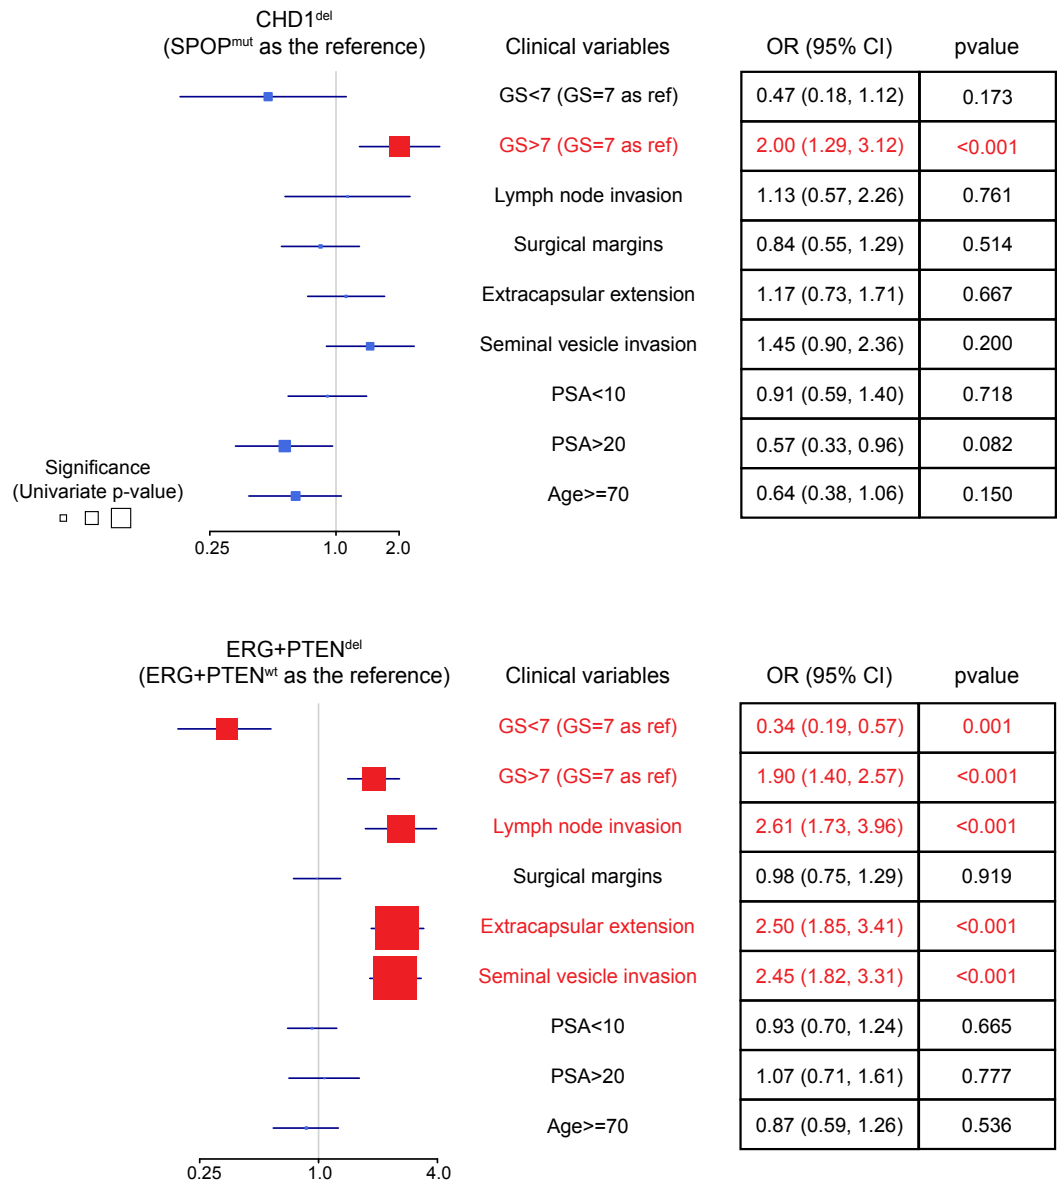 CHD1del
(SPOPmut as the reference) Clinical variables OR (95% CI) pvalue
GS<7 (GS=7 as ref) 0.47 (0.18, 1.12) 0.173
GS>7 (GS=7 as ref) 2.00 (1.29, 3.12) <0.001
Lymph node invasion 1.13 (0.57, 2.26) 0.761
Surgical margins 0.84 (0.55, 1.29) 0.514
Extracapsular extension 1.17 (0.73, 1.71) 0.667
Seminal vesicle invasion 1.45 (0.90, 2.36) 0.200
PSA<10 0.91 (0.59, 1.40) 0.718
PSA>20 0.57 (0.33, 0.96) 0.082
Age>=70 0.64 (0.38, 1.06) 0.150
Significance
(Univariate p-value)
0.25 1.0 2.0
ERG+PTENdel
(ERG+PTENwt as the reference) Clinical variables OR (95% CI) pvalue
GS<7 (GS=7 as ref) 0.34 (0.19, 0.57) 0.001
GS>7 (GS=7 as ref) 1.90 (1.40, 2.57) <0.001
Lymph node invasion 2.61 (1.73, 3.96) <0.001
Surgical margins 0.98 (0.75, 1.29) 0.919
Extracapsular extension 2.50 (1.85, 3.41) <0.001
Seminal vesicle invasion 2.45 (1.82, 3.31) <0.001
PSA<10 0.93 (0.70, 1.24) 0.665
PSA>20 1.07 (0.71, 1.61) 0.777
Age>=70 0.87 (0.59, 1.26) 0.536
0.25 1.0 4.0